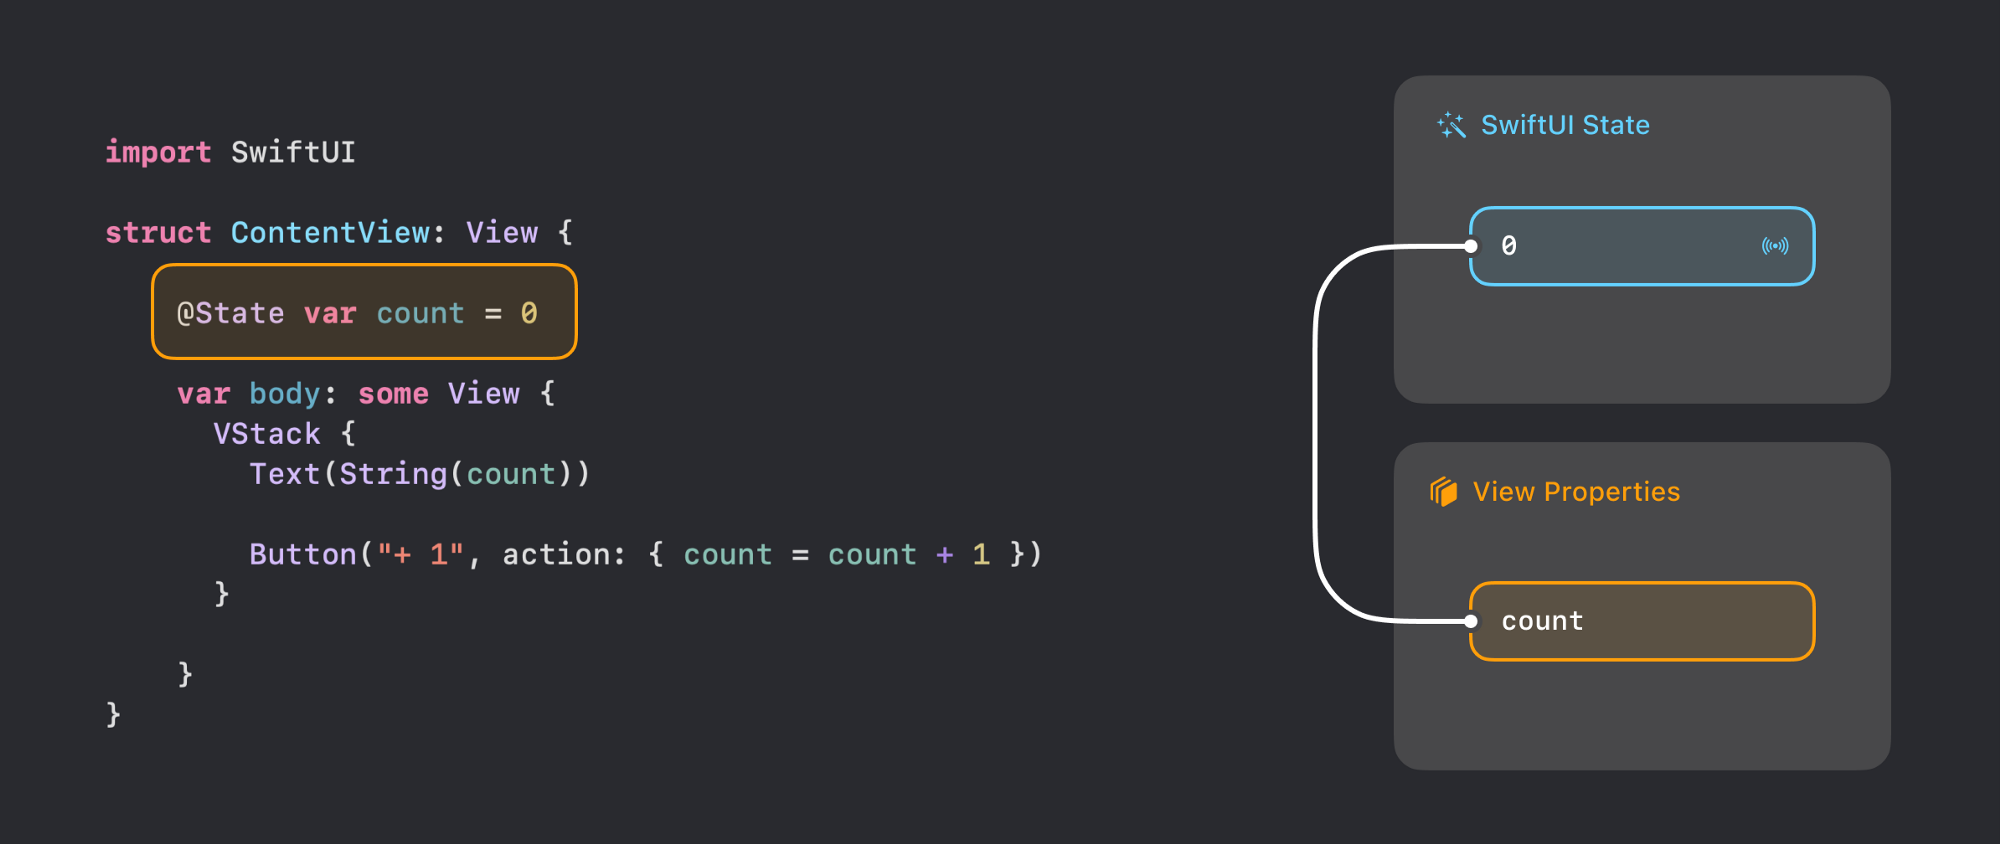 import SwiftUI
struct ContentView: View {
@State var count = 0
var body: some View {
VStack {
Text(String(count))
Button("+ 1", action: { count = count + 1 })
}
}
}
SwiftUI State
0
View Properties
count